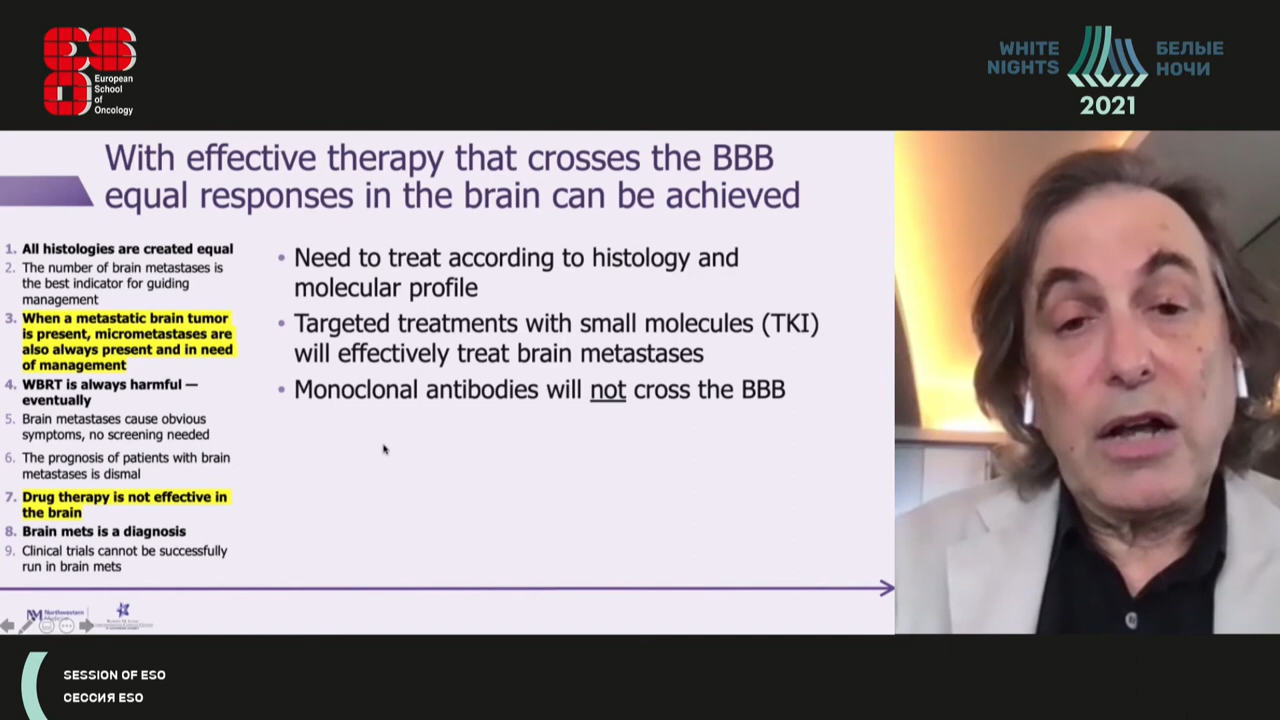 European
School
of
Oncology
WHITE
NIGHTS
БЕЛЫЕ
НОЧИ
2021
With effective therapy that crosses the BBB
equal responses in the brain can be achieved
1. All histologies are created equal
2. The number of brain metastases is
the best indicator for guiding
management
3. When a metastatic brain tumor
is present, micrometastases are
also always present and in need
of management
4. WBRT is always harmful —
eventually
5. Brain metastases cause obvious
symptoms, no screening needed
6. The prognosis of patients with brain
metastases is dismal
7. Drug therapy is not effective in
the brain
8. Brain mets is a diagnosis
9. Clinical trials cannot be successfully
run in brain mets
• Need to treat according to histology and
molecular profile
• Targeted treatments with small molecules (TKI)
will effectively treat brain metastases
• Monoclonal antibodies will not cross the BBB
Northwestern
Medicine
SESSION OF ESO
СЕССИЯ ESO